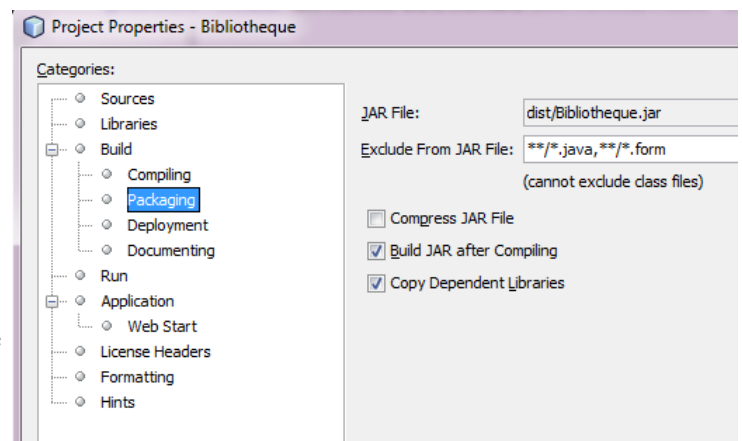 Project Properties - Bibliotheque
Categories:
Sources
Libraries
Build
Compiling
Packaging
Deployment
Documenting
Run
Application
Web Start
License Headers
Formatting
Hints
JAR File: dist/Bibliotheque.jar
Exclude From JAR File: **/*.java,**/*.form
(cannot exclude class files)
Compress JAR File
Build JAR after Compiling
Copy Dependent Libraries